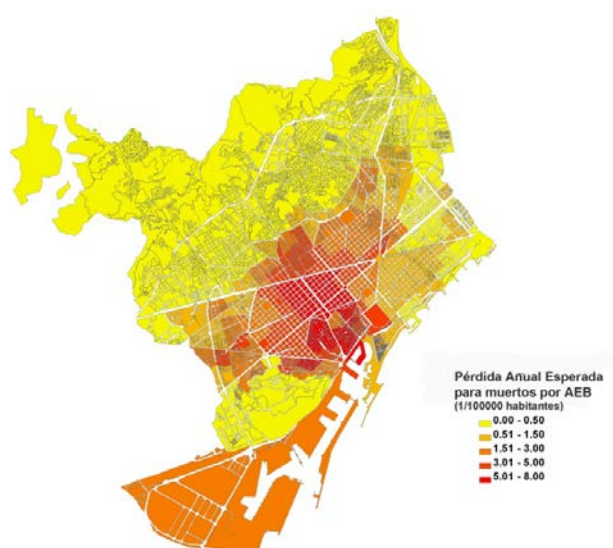 Pérdida Anual Esperada
para muertos por AEB
(1/100000 habitantes)
0.00 - 0.50
0.51 - 1.50
1.51 - 3.00
3.01 - 5.00
5.01 - 8.00